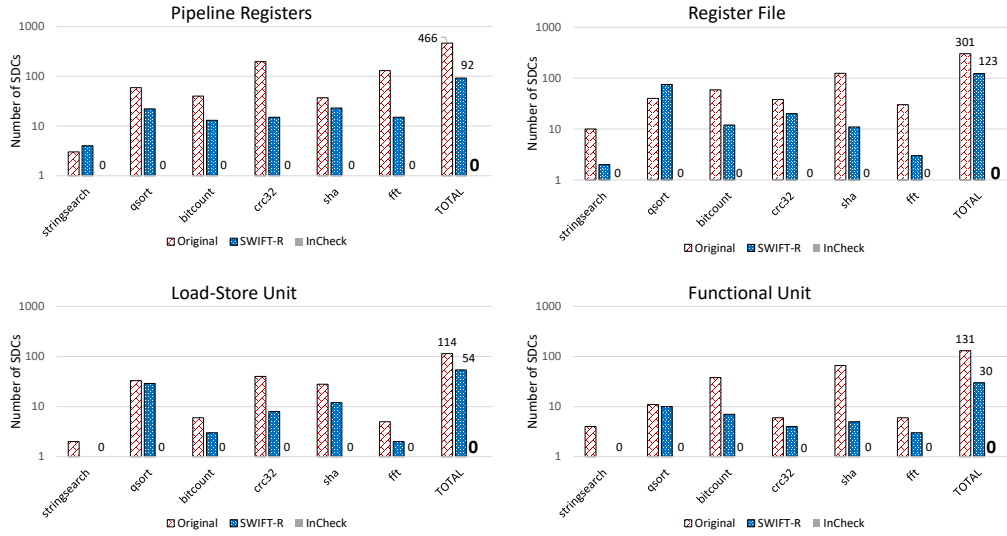 Pipeline Registers
Number of SDCs
1000
100
10
1
466
92
0
0
0
0
0
0
0
stringsearch
qsort
bitcount
crc32
sha
fft
TOTAL
Original
SWIFT-R
InCheck
Register File
Number of SDCs
1000
100
10
1
301
123
0
0
0
0
0
0
0
stringsearch
qsort
bitcount
crc32
sha
fft
TOTAL
Original
SWIFT-R
InCheck
Load-Store Unit
Number of SDCs
1000
100
10
1
114
54
0
0
0
0
0
0
0
stringsearch
qsort
bitcount
crc32
sha
fft
TOTAL
Original
SWIFT-R
InCheck
Functional Unit
Number of SDCs
1000
100
10
1
131
30
0
0
0
0
0
0
0
stringsearch
qsort
bitcount
crc32
sha
fft
TOTAL
Original
SWIFT-R
InCheck